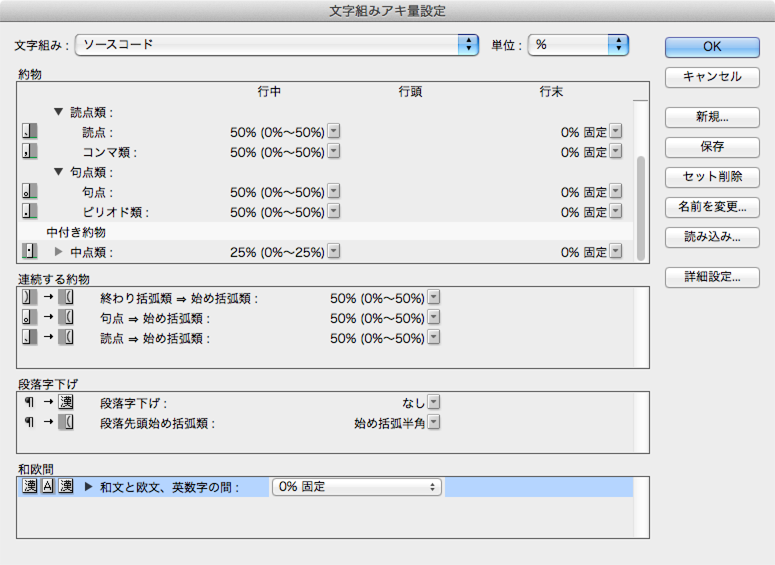 文字組みアキ量設定
文字組み : ソースコード 単位 : % OK
キャンセル
約物
行中 行頭 行末
▼ 読点類 :
、 読点 : 50% (0%〜50%) 0% 固定 新規...
, コンマ類 : 50% (0%〜50%) 0% 固定 保存
▼ 句点類 : セット削除
。 句点 : 50% (0%〜50%) 0% 固定
. ピリオド類 : 50% (0%〜50%) 0% 固定 名前を変更...
中付き約物 読み込み...
・ ▶ 中点類 : 25% (0%〜25%) 0% 固定
連続する約物 詳細設定...
) → ( 終わり括弧類 ⇒ 始め括弧類 : 50% (0%〜50%)
。 → ( 句点 ⇒ 始め括弧類 : 50% (0%〜50%)
、 → ( 読点 ⇒ 始め括弧類 : 50% (0%〜50%)
段落字下げ
¶ → 漢 段落字下げ : なし
¶ → ( 段落先頭始め括弧類 : 始め括弧半角
和欧間
漢 A 漢 ▶ 和文と欧文、英数字の間 : 0% 固定